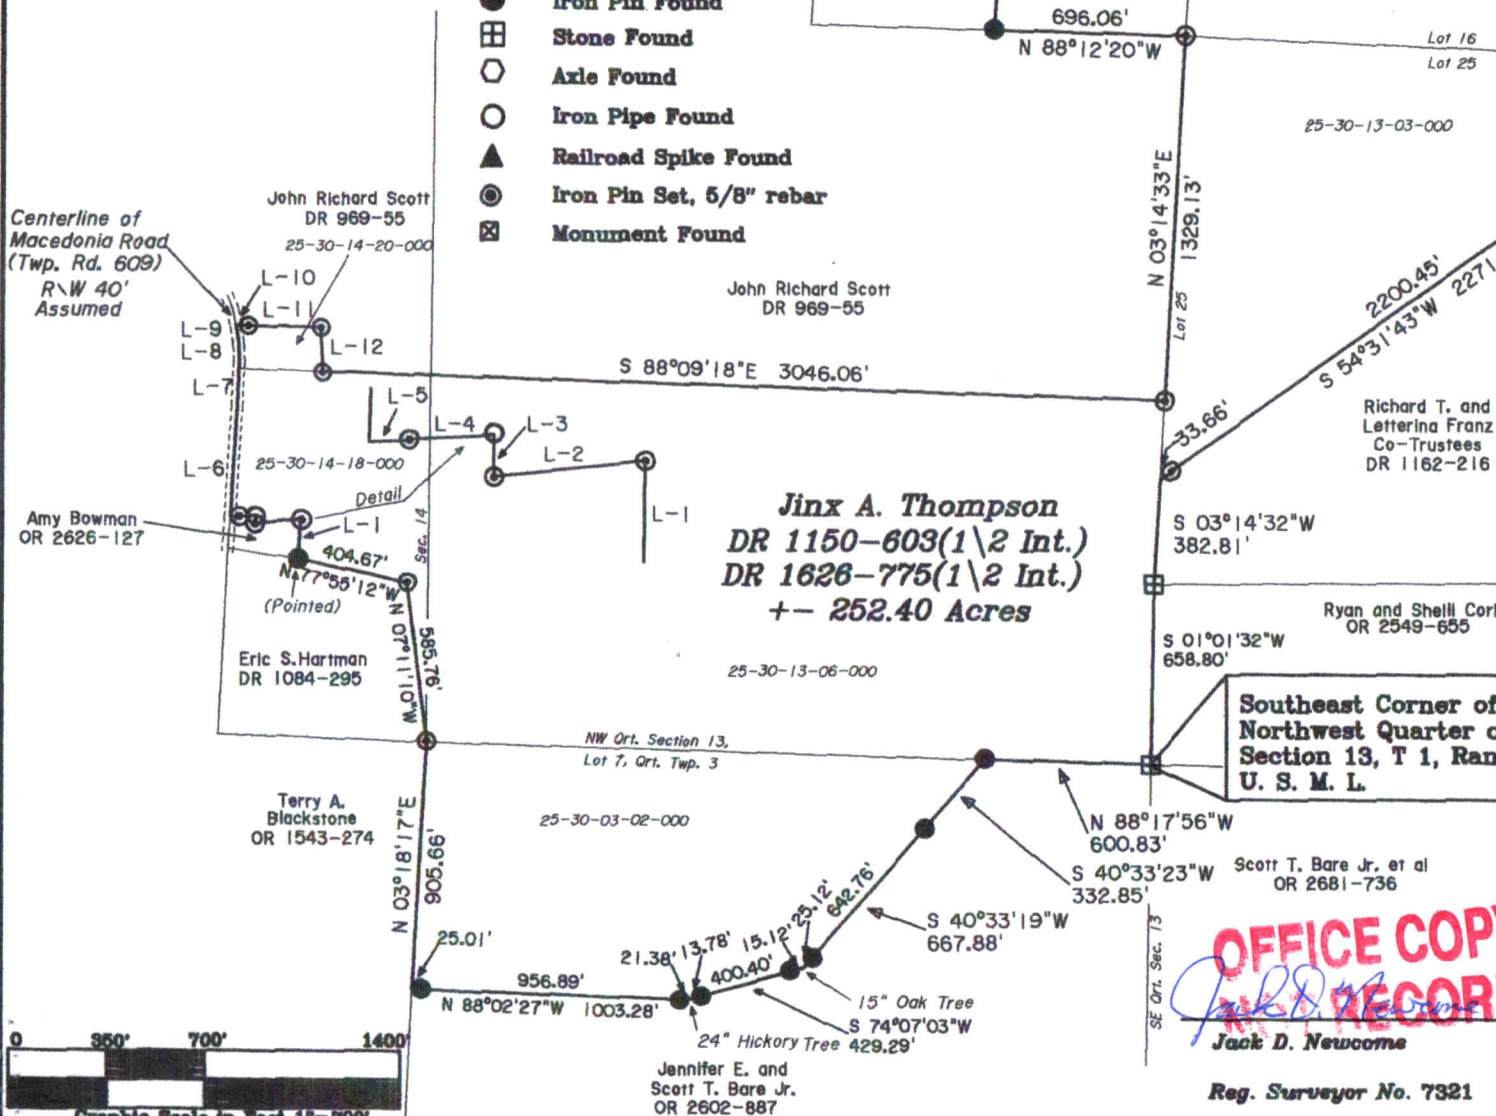 Iron Pin Found
Stone Found
Axle Found
Iron Pipe Found
Railroad Spike Found
Iron Pin Set, 5/8" rebar
Monument Found
696.06'
N 88°12'20"W
Lot 16
Lot 25
25-30-13-03-000
N 03°14'33"E
1329.13'
Lot 25
John Richard Scott
DR 969-55
25-30-14-20-000
Centerline of
Macedonia Road
(Twp. Rd. 609)
R\W 40'
Assumed
L-10
L-11
L-9
L-8
L-12
L-7
John Richard Scott
DR 969-55
S 88°09'18"E 3046.06'
2200.45'
S 54°31'43"W 2271
33.66'
Richard T. and
Letterina Franz
Co-Trustees
DR 1162-216
L-5
L-4
L-3
L-2
L-1
L-6
25-30-14-18-000
Detail
Sec. 14
Amy Bowman
OR 2626-127
L-1
404.67'
N 77°55'12"W
(Pointed)
Jinx A. Thompson
DR 1150-603(1\2 Int.)
DR 1626-775(1\2 Int.)
+- 252.40 Acres
S 03°14'32"W
382.81'
Ryan and Shelli
OR 2549-655
N 07°11'10"W
585.76'
Eric S.Hartman
DR 1084-295
25-30-13-06-000
S 01°01'32"W
658.80'
Southeast Corner of
Northwest Quarter
Section 13, T 1,
U. S. M. L.
NW Qrt. Section 13,
Lot 7, Qrt. Twp. 3
Terry A.
Blackstone
OR 1543-274
N 03°18'17"E
905.66'
25-30-03-02-000
N 88°17'56"W
600.83'
S 40°33'23"W
332.85'
Scott T. Bare Jr. et al
OR 2681-736
642.76'
S 40°33'19"W
667.88'
25.12'
15.12'
25.01'
21.38'
13.78'
400.40'
956.89'
N 88°02'27"W 1003.28'
15" Oak Tree
S 74°07'03"W
24" Hickory Tree 429.29'
Jennifer E. and
Scott T. Bare Jr.
OR 2602-887
SE Qrt. Sec. 13
OFFICE COPY
NOT RECOR
Jack D. Newcome
Jack D. Newcome
Reg. Surveyor No. 7321
0 350' 700' 1400'
Graphic Scale in Feet 1"=700'